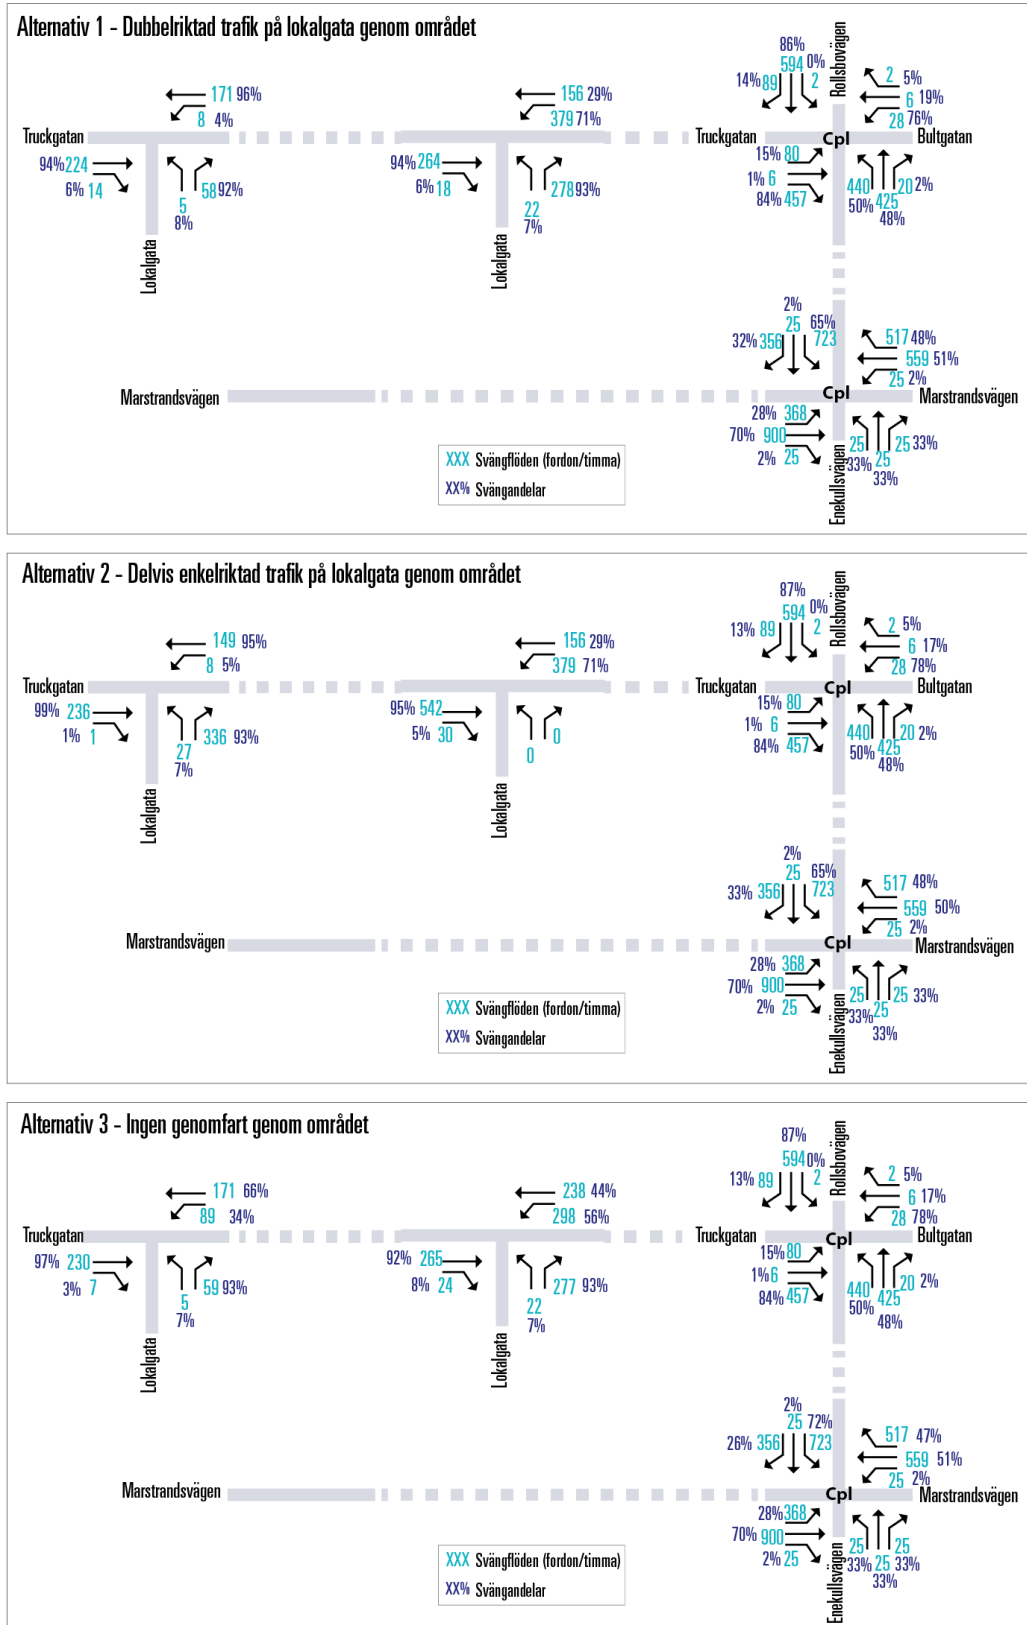 Alternativ 1 - Dubbelriktad trafik på lokalgata genom området
86%
594 0%
14% 89 2
Rollsbovägen
2 5%
6 19%
28 76%
171 96%
8 4%
156 29%
379 71%
Truckgatan
Truckgatan
Cpl
Bultgatan
94% 224
6% 14
58 92%
5
8%
Lokalgata
94% 264
6% 18
278 93%
22
7%
Lokalgata
15% 80
1% 6
84% 457
440 20 2%
50% 425
48%
2%
25 65%
32% 356 723
517 48%
559 51%
25 2%
Marstrandsvägen
Cpl
Marstrandsvägen
28% 368
70% 900
2% 25
25 25 33%
33% 25
33%
Enekullsvägen
XXX Svängflöden (fordon/timma)
XX% Svängandelar
Alternativ 2 - Delvis enkelriktad trafik på lokalgata genom området
87%
594 0%
13% 89 2
Rollsbovägen
2 5%
6 17%
28 78%
149 95%
8 5%
156 29%
379 71%
Truckgatan
Truckgatan
Cpl
Bultgatan
99% 236
1% 1
336 93%
27
7%
Lokalgata
95% 542
5% 30
0
0
Lokalgata
15% 80
1% 6
84% 457
440 20 2%
50% 425
48%
2%
25 65%
33% 356 723
517 48%
559 50%
25 2%
Marstrandsvägen
Cpl
Marstrandsvägen
28% 368
70% 900
2% 25
25 25 33%
33% 25
33%
Enekullsvägen
XXX Svängflöden (fordon/timma)
XX% Svängandelar
Alternativ 3 - Ingen genomfart genom området
87%
594 0%
13% 89 2
Rollsbovägen
2 5%
6 17%
28 78%
171 66%
89 34%
238 44%
298 56%
Truckgatan
Truckgatan
Cpl
Bultgatan
97% 230
3% 7
59 93%
5
7%
Lokalgata
92% 265
8% 24
277 93%
22
7%
Lokalgata
15% 80
1% 6
84% 457
440 20 2%
50% 425
48%
2%
25 72%
26% 356 723
517 47%
559 51%
25 2%
Marstrandsvägen
Cpl
Marstrandsvägen
28% 368
70% 900
2% 25
25 25
33% 25 33%
33%
Enekullsvägen
XXX Svängflöden (fordon/timma)
XX% Svängandelar